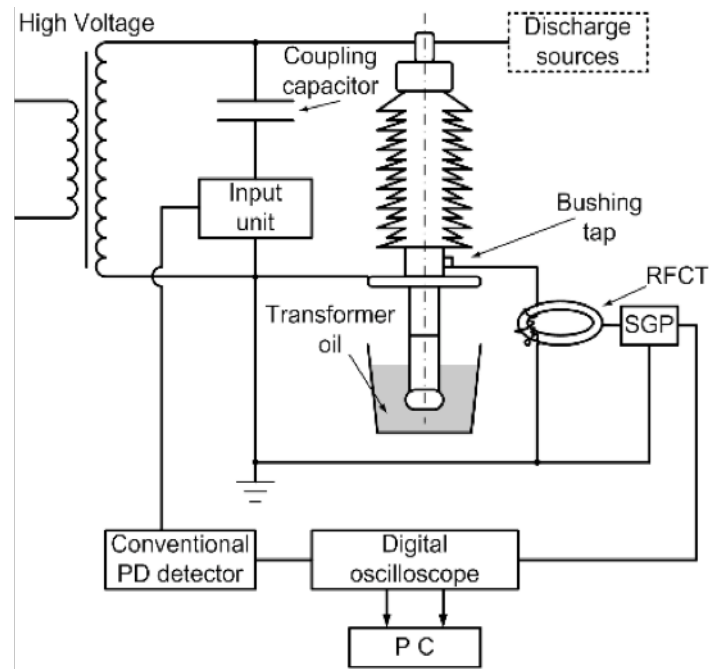 High Voltage
Discharge
sources
Coupling
capacitor
Input
unit
Bushing
tap
RFCT
SGP
Transformer
oil
Conventional
PD detector
Digital
oscilloscope
P C